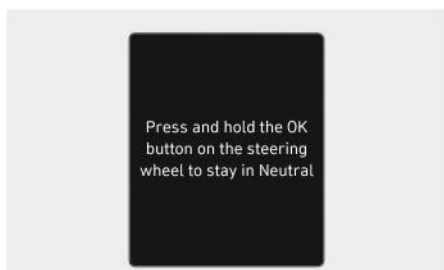 Press and hold the OK
button on the steering
wheel to stay in Neutral